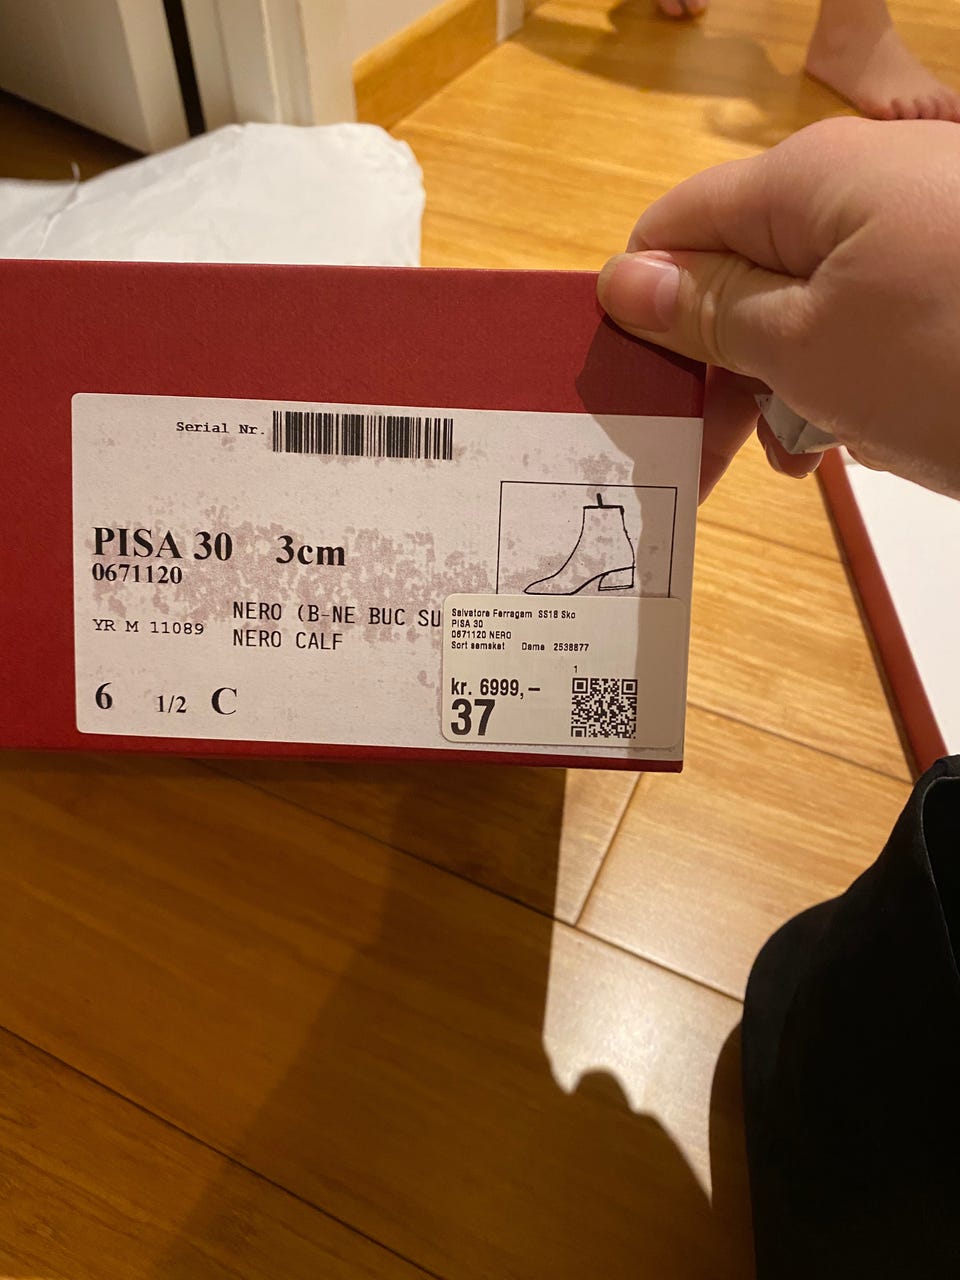 Serial Nr.
PISA 30 3cm
0671120
NERO (B-NE BUC SU
YR M 11089
NERO CALF
6 1/2 C
Salvatore Ferragam SS18 Sko
PISA 30
0671120 NERO
Sort semsket Dame 2538877
1
kr. 6999,–
37